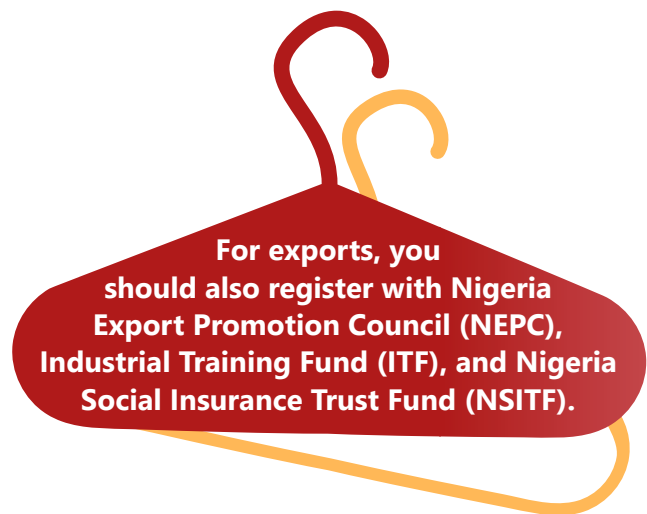 For exports, you
should also register with Nigeria
Export Promotion Council (NEPC),
Industrial Training Fund (ITF), and Nigeria
Social Insurance Trust Fund (NSITF).